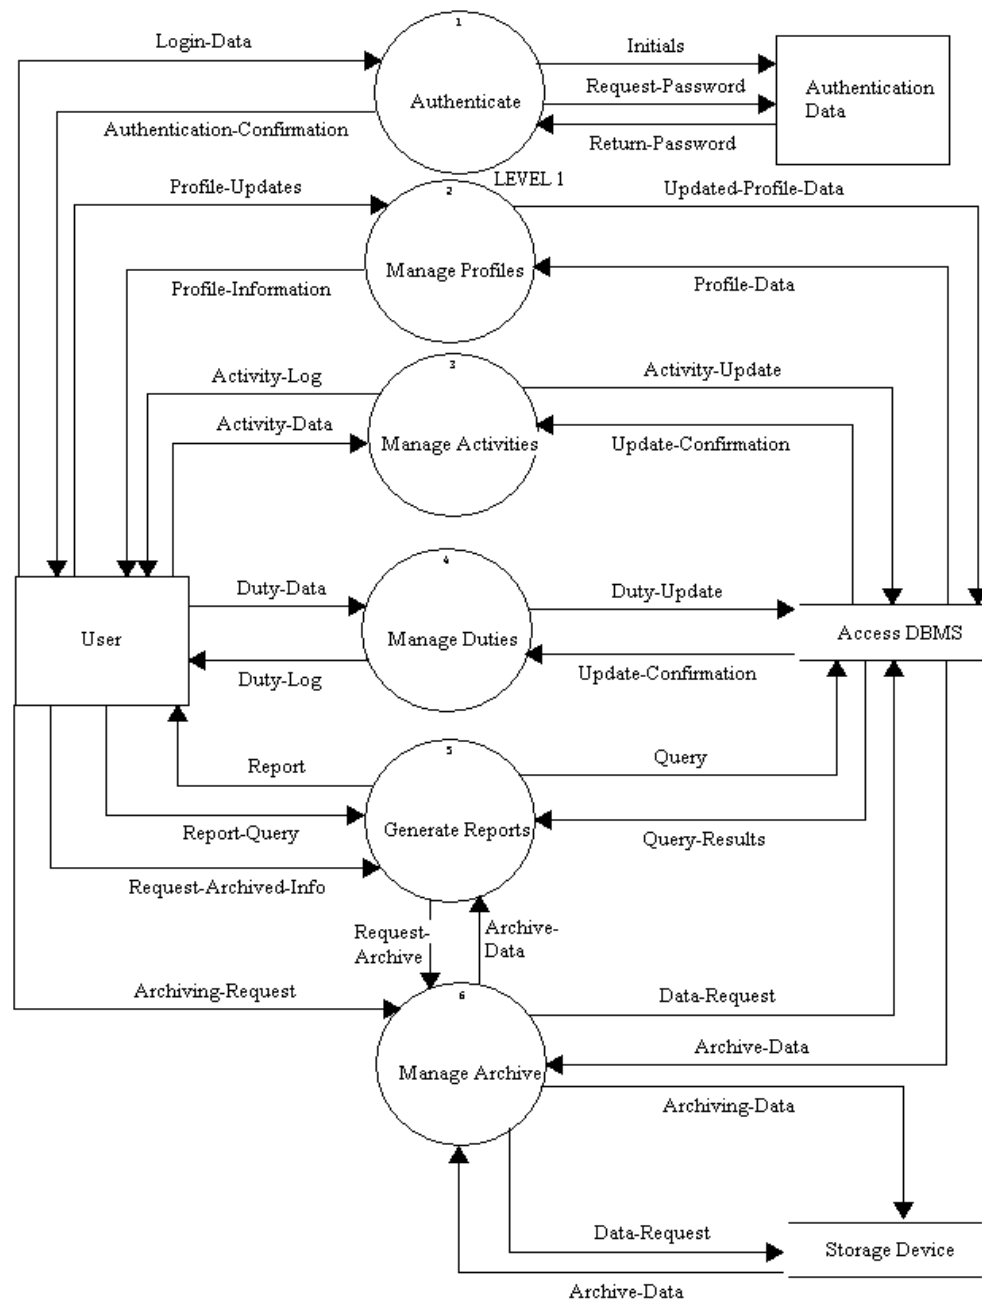 1
Login-Data
Initials
Request-Password
Authenticate
Authentication
Data
Authentication-Confirmation
Return-Password
LEVEL 1
2
Profile-Updates
Updated-Profile-Data
Manage Profiles
Profile-Information
Profile-Data
3
Activity-Log
Activity-Update
Activity-Data
Manage Activities
Update-Confirmation
4
Duty-Data
Duty-Update
User
Manage Duties
Access DBMS
Duty-Log
Update-Confirmation
5
Report
Query
Report-Query
Generate Reports
Query-Results
Request-Archived-Info
Request-
Archive
Archive-
Data
6
Archiving-Request
Data-Request
Manage Archive
Archive-Data
Archiving-Data
Data-Request
Storage Device
Archive-Data